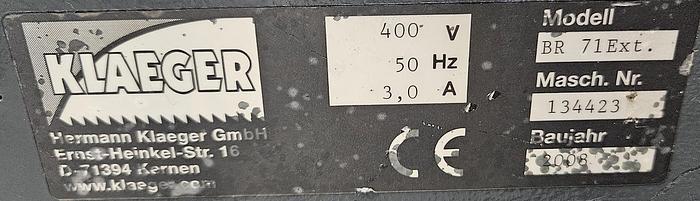 KLAEGER
Hermann Klaeger GmbH
Ernst-Heinkel-Str. 16
D-71394 Kernen
www.klaeger.com
400 V
50 Hz
3,0 A
CE
Modell
BR 71Ext.
Masch. Nr.
134423
Baujahr
2008